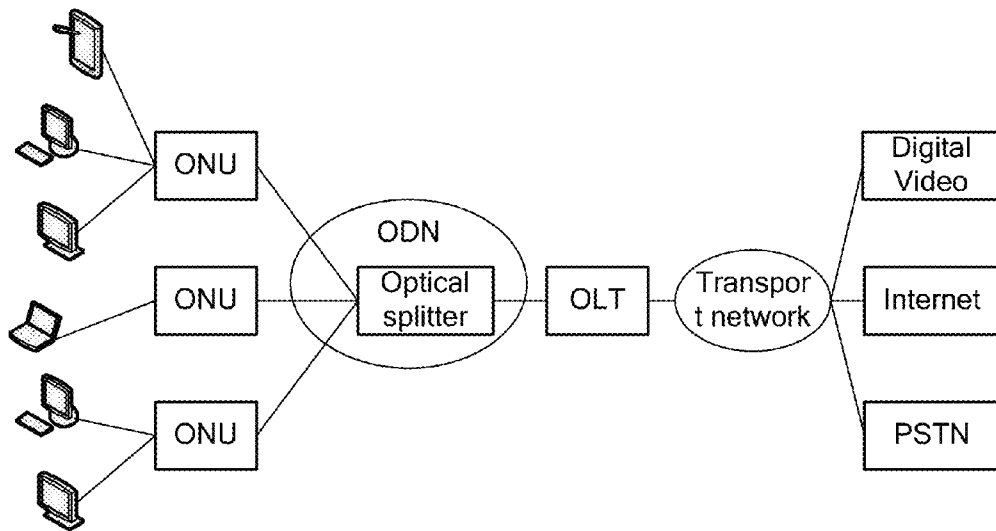 ONU
ONU
ONU
ODN
Optical
splitter
OLT
Transpor
t network
Digital
Video
Internet
PSTN